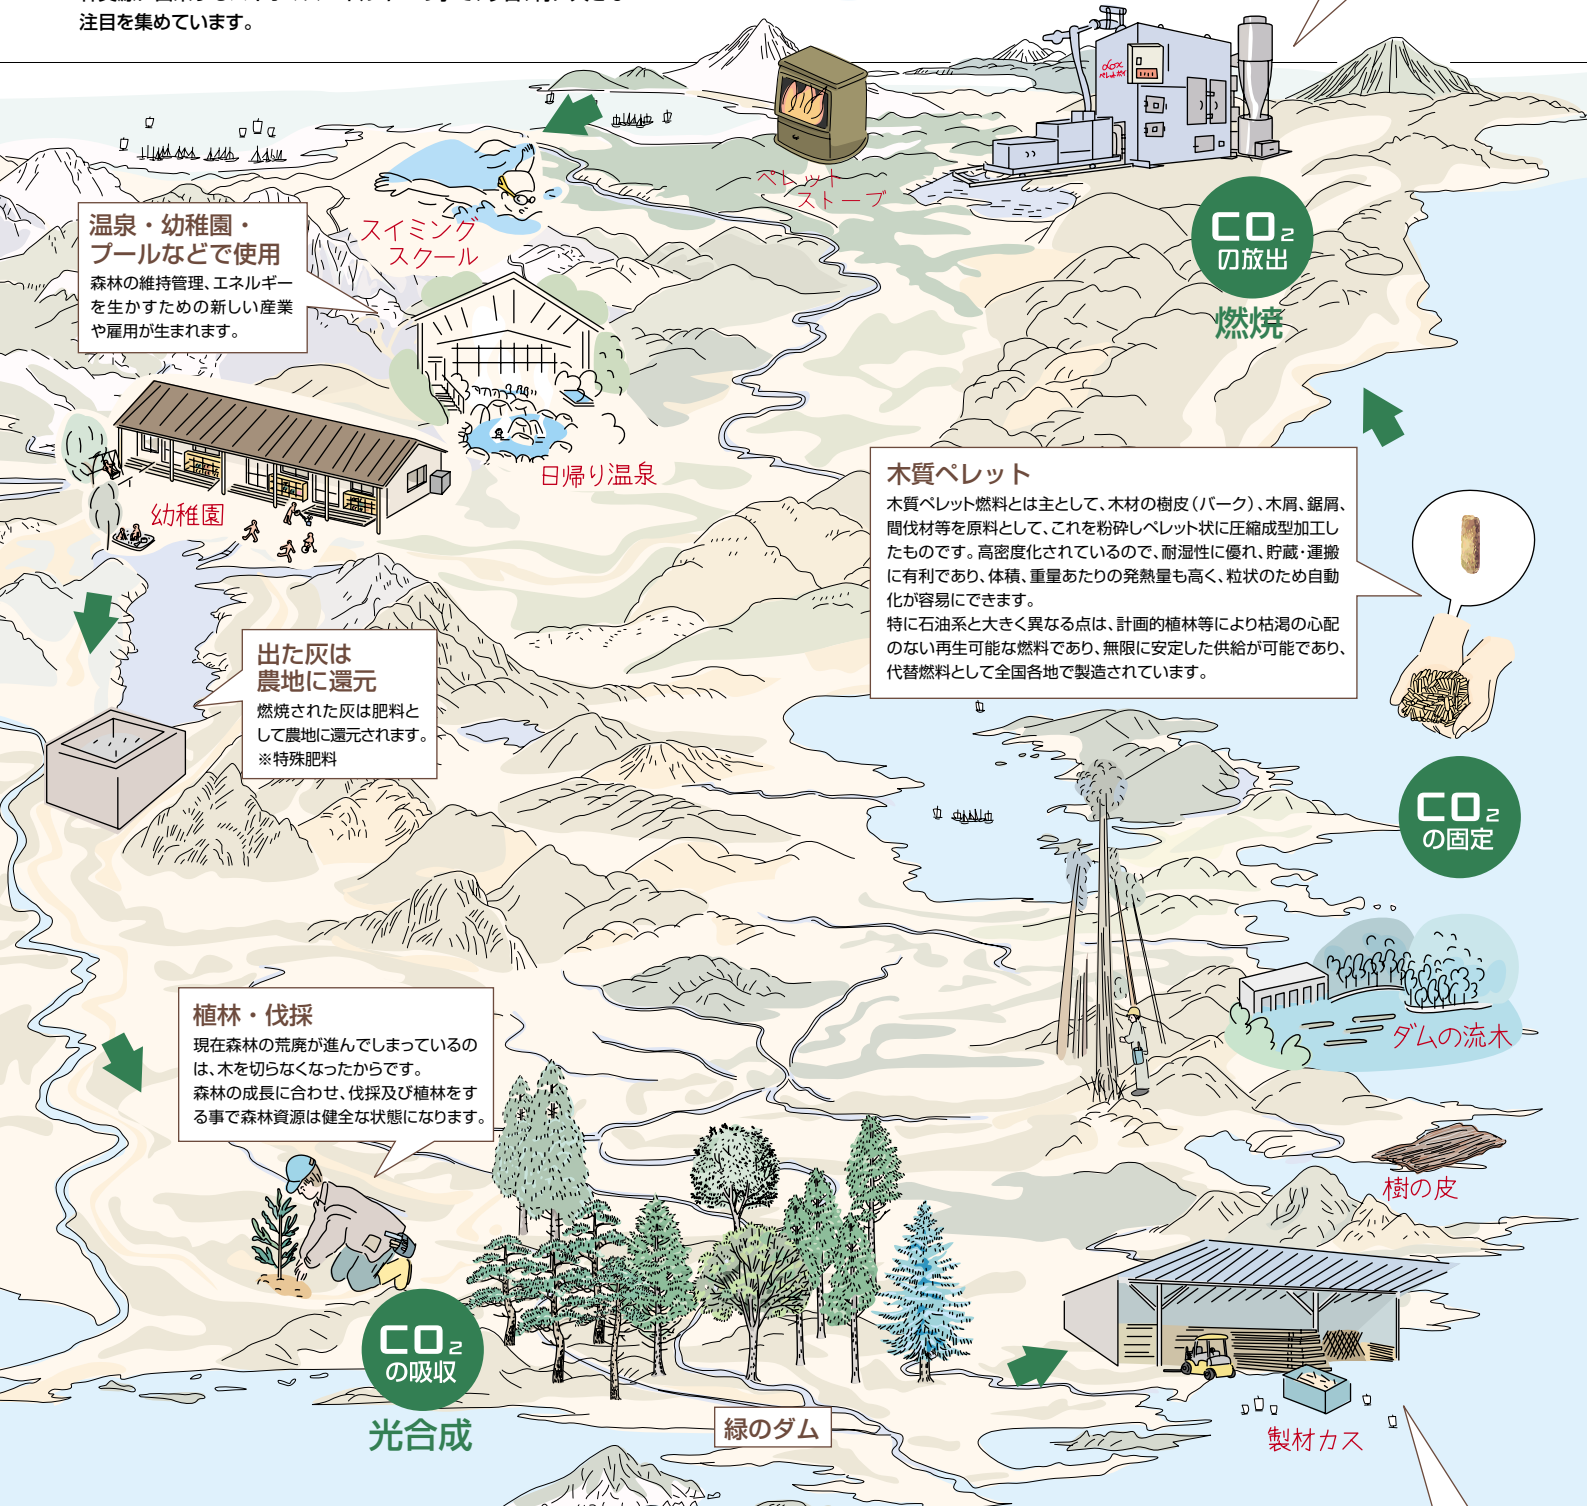 注目を集めています。
ペレット
ストーブ
CO2
の放出
燃焼
スイミング
スクール
温泉・幼稚園・
プールなどで使用
森林の維持管理、エネルギー
を生かすための新しい産業
や雇用が生まれます。
日帰り温泉
幼稚園
木質ペレット
木質ペレット燃料とは主として、木材の樹皮（バーク）、木屑、鋸屑、
間伐材等を原料として、これを粉砕しペレット状に圧縮成型加工し
たものです。高密度化されているので、耐湿性に優れ、貯蔵・運搬
に有利であり、体積、重量あたりの発熱量も高く、粒状のため自動
化が容易にできます。
特に石油系と大きく異なる点は、計画的植林等により枯渇の心配
のない再生可能な燃料であり、無限に安定した供給が可能であり、
代替燃料として全国各地で製造されています。
出た灰は
農地に還元
燃焼された灰は肥料と
して農地に還元されます。
※特殊肥料
CO2
の固定
ダムの流木
植林・伐採
現在森林の荒廃が進んでしまっているの
は、木を切らなくなったからです。
森林の成長に合わせ、伐採及び植林をす
る事で森林資源は健全な状態になります。
樹の皮
CO2
の吸収
光合成
緑のダム
製材カス